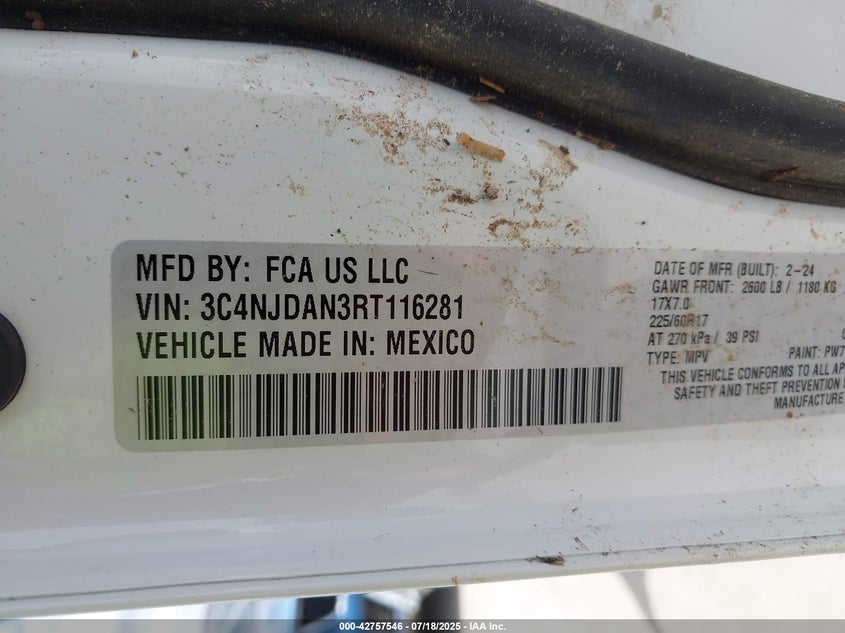 MFD BY: FCA US LLC
VIN: 3C4NJDAN3RT116281
VEHICLE MADE IN: MEXICO
DATE OF MFR (BUILT): 2-24
GAWR FRONT: 2600 LB / 1180 KG
17X7.0
225/60R17
AT 270 kPa / 39 PSI
TYPE: MPV PAINT: PW7
THIS VEHICLE CONFORMS TO ALL AP
SAFETY AND THEFT PREVENTION S
MANUFACTURE
000-42757546 - 07/18/2025 - IAA Inc.